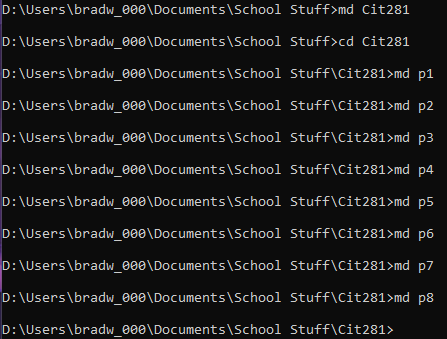 D:\Users\bradw_000\Documents\School Stuff>md Cit281
D:\Users\bradw_000\Documents\School Stuff>cd Cit281
D:\Users\bradw_000\Documents\School Stuff\Cit281>md p1
D:\Users\bradw_000\Documents\School Stuff\Cit281>md p2
D:\Users\bradw_000\Documents\School Stuff\Cit281>md p3
D:\Users\bradw_000\Documents\School Stuff\Cit281>md p4
D:\Users\bradw_000\Documents\School Stuff\Cit281>md p5
D:\Users\bradw_000\Documents\School Stuff\Cit281>md p6
D:\Users\bradw_000\Documents\School Stuff\Cit281>md p7
D:\Users\bradw_000\Documents\School Stuff\Cit281>md p8
D:\Users\bradw_000\Documents\School Stuff\Cit281>